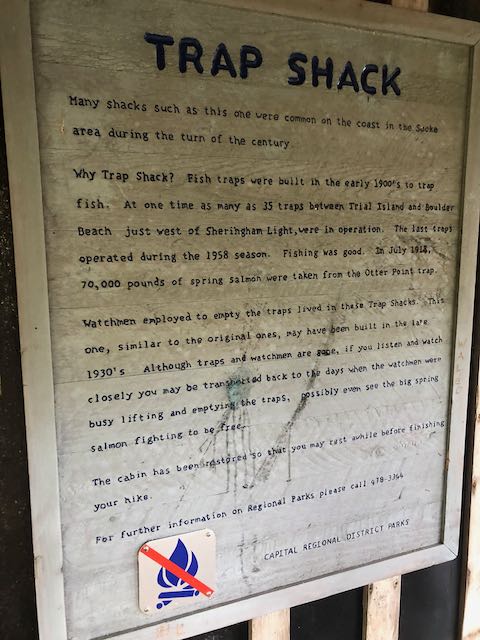 TRAP SHACK
Many shacks such as this one were common on the coast in the Sooke
area during the turn of the century
Why Trap Shack? Fish traps were built in the early 1900's to trap
fish. At one time as many as 35 traps between Trial Island and Boulder
Beach just west of Sheringham Light, were in operation. The last traps
operated during the 1958 season. Fishing was good. In July 1918,
70,000 pounds of spring salmon were taken from the Otter Point trap.
Watchmen employed to empty the traps lived in these Trap Shacks. This
one, similar to the original ones, may have been built in the late
1930's Although traps and watchmen are gone, if you listen and watch
closely you may be transported back to the days when the watchmen were
busy lifting and emptying the traps, possibly even see the big spring
salmon fighting to be free.
The cabin has been restored so that you may rest awhile before finishing
your hike.
For further information on Regional Parks please call 478-3344
CAPITAL REGIONAL DISTRICT PARKS